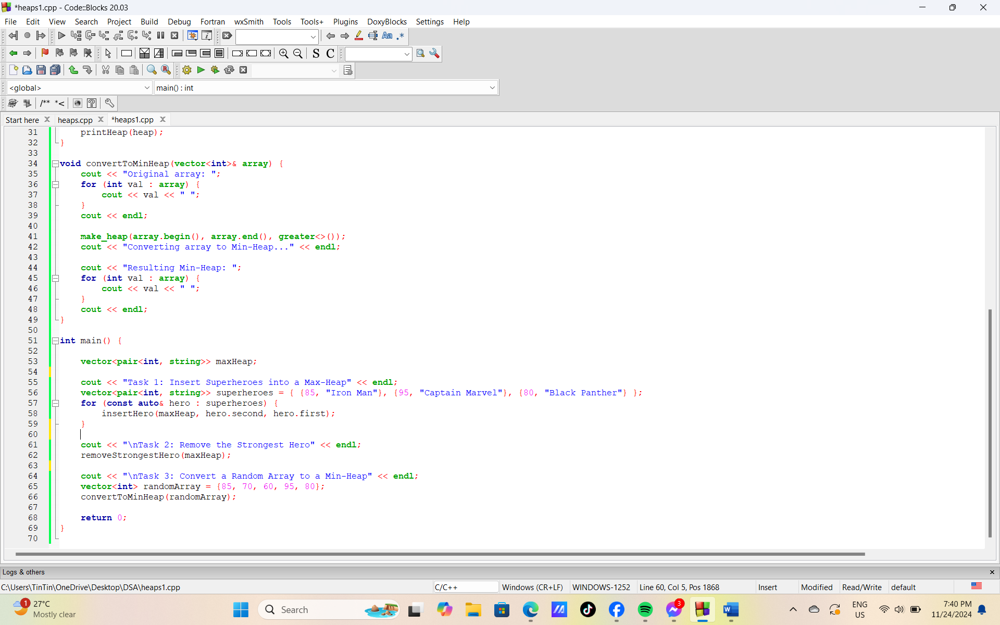 *heaps1.cpp - Code::Blocks 20.03
File Edit View Search Project Build Debug Fortran wxSmith Tools Tools+ Plugins DoxyBlocks Settings Help
<global> main() : int
/** *<
Start here heaps.cpp *heaps1.cpp
31 printHeap(heap);
32 }
33
34 void convertToMinHeap(vector<int>& array) {
35 cout << "Original array: ";
36 for (int val : array) {
37 cout << val << " ";
38 }
39 cout << endl;
40
41 make_heap(array.begin(), array.end(), greater<>());
42 cout << "Converting array to Min-Heap..." << endl;
43
44 cout << "Resulting Min-Heap: ";
45 for (int val : array) {
46 cout << val << " ";
47 }
48 cout << endl;
49 }
50
51 int main() {
52
53 vector<pair<int, string>> maxHeap;
54
55 cout << "Task 1: Insert Superheroes into a Max-Heap" << endl;
56 vector<pair<int, string>> superheroes = { {85, "Iron Man"}, {95, "Captain Marvel"}, {80, "Black Panther"} };
57 for (const auto& hero : superheroes) {
58 insertHero(maxHeap, hero.second, hero.first);
59 }
60
61 cout << "\nTask 2: Remove the Strongest Hero" << endl;
62 removeStrongestHero(maxHeap);
63
64 cout << "\nTask 3: Convert a Random Array to a Min-Heap" << endl;
65 vector<int> randomArray = {85, 70, 60, 95, 80};
66 convertToMinHeap(randomArray);
67
68 return 0;
69 }
70
Logs & others
C:\Users\TinTin\OneDrive\Desktop\DSA\heaps1.cpp C/C++ Windows (CR+LF) WINDOWS-1252 Line 60, Col 5, Pos 1868 Insert Modified Read/Write default
1 27°C
Mostly clear
Search
3
ENG
US
7:40 PM
11/24/2024